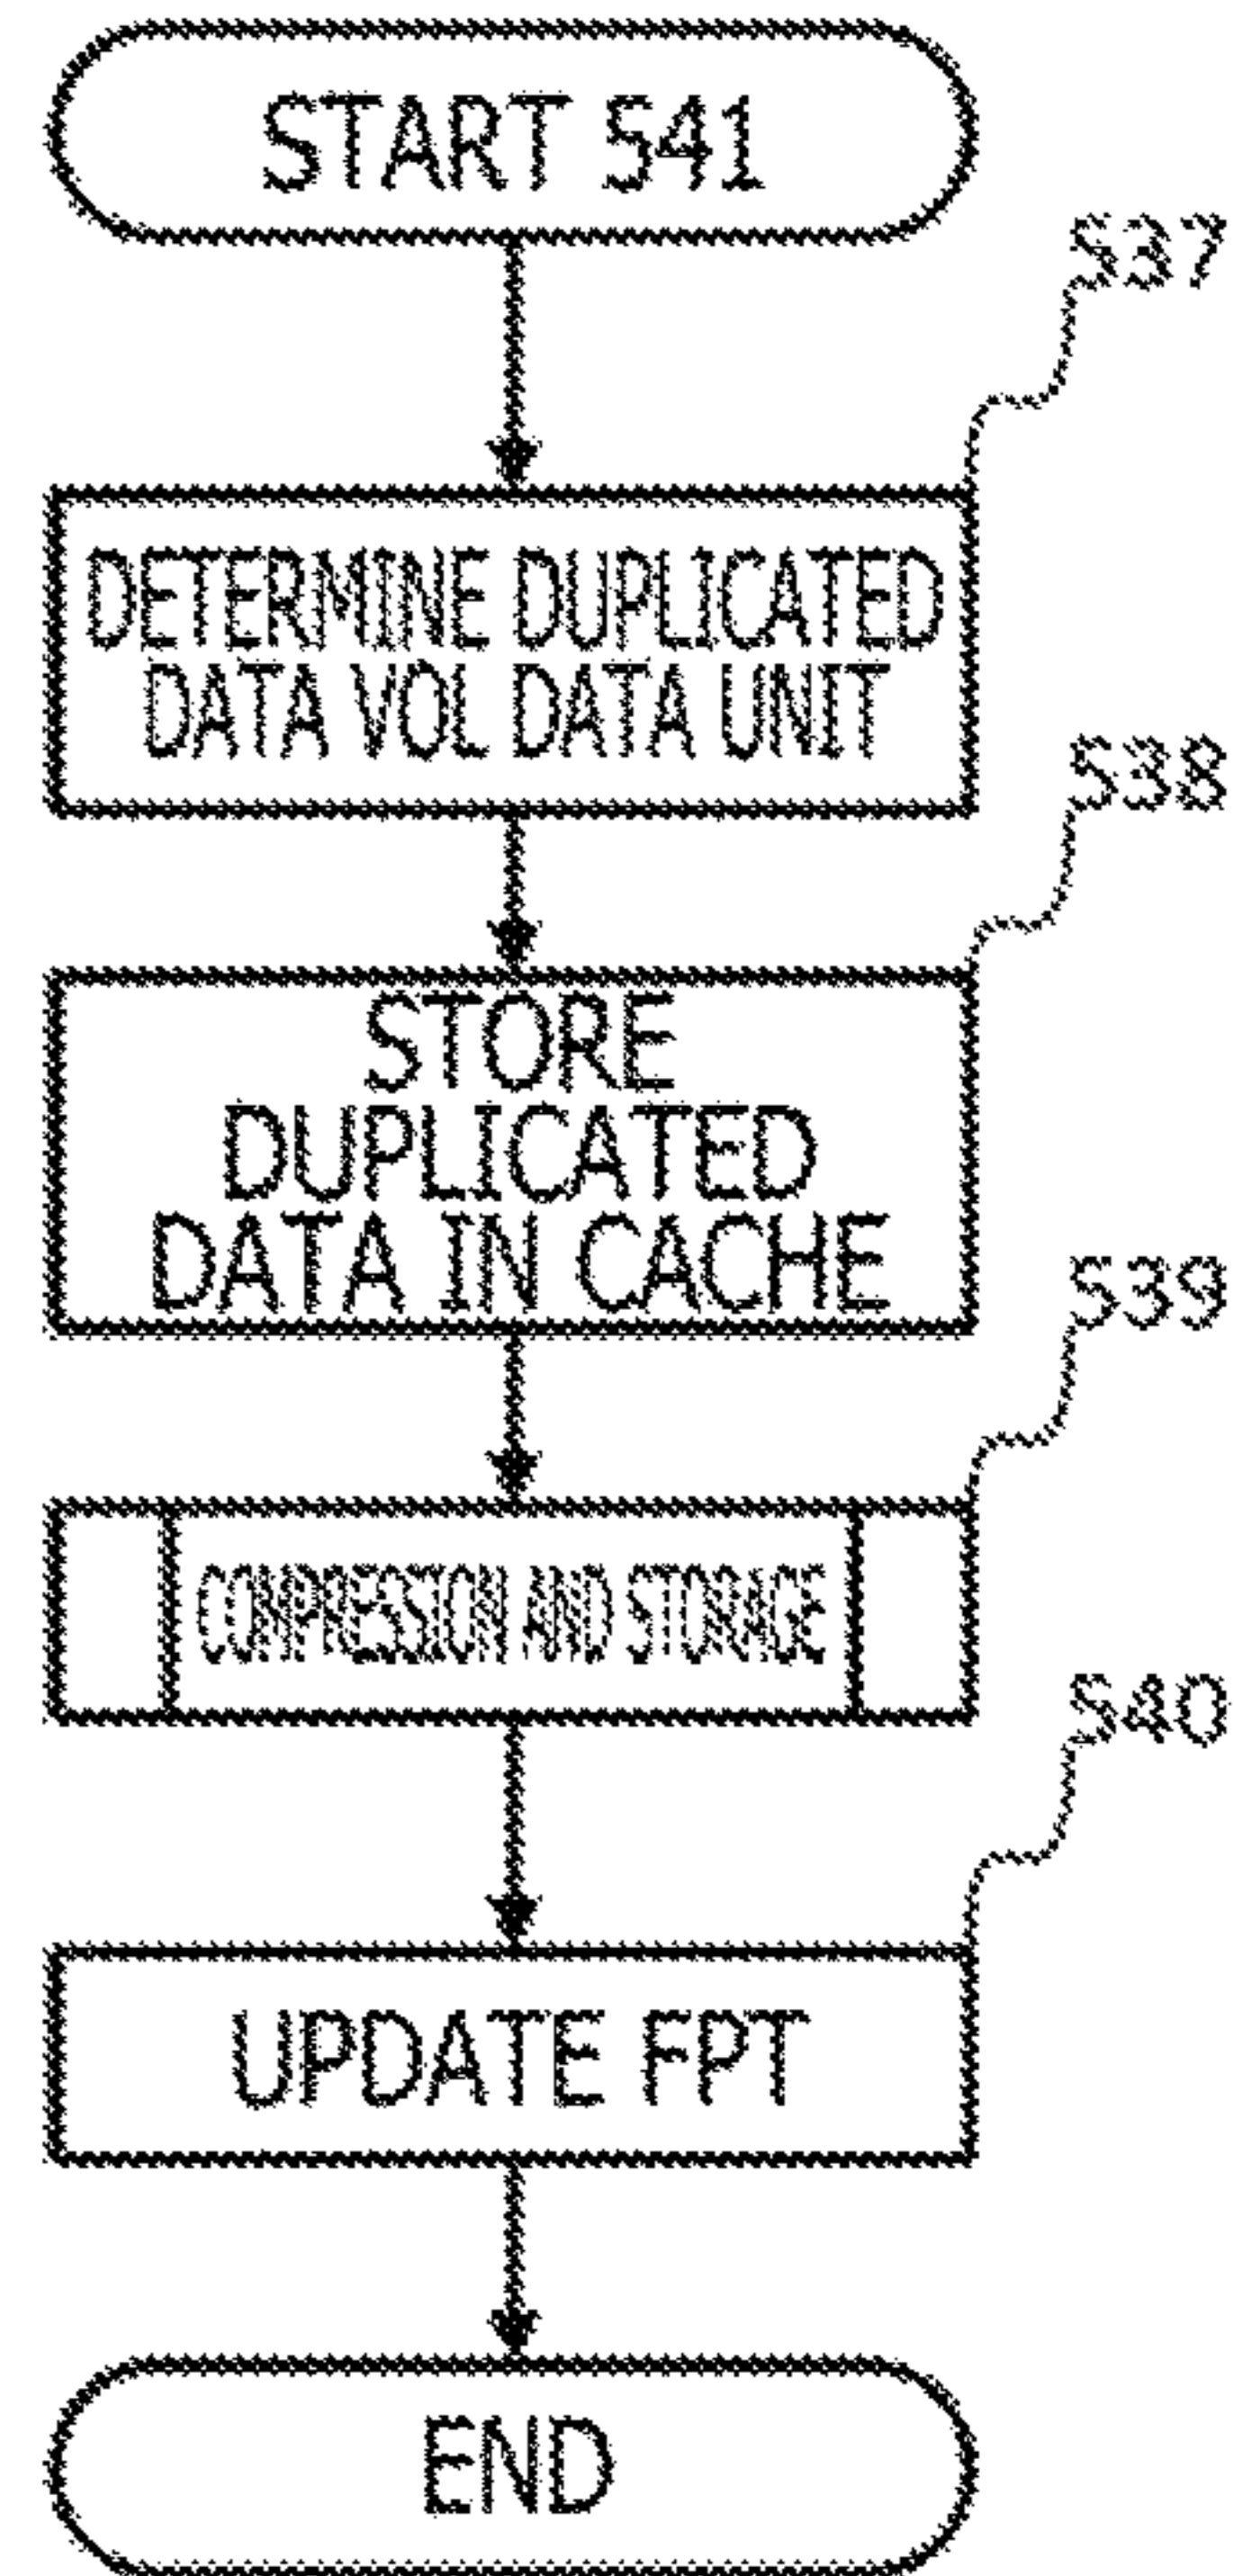 START S41
S37
DETERMINE DUPLICATED
DATA VOL DATA UNIT
S38
STORE
DUPLICATED
DATA IN CACHE
S39
COMPRESSION AND STORAGE
S40
UPDATE FPT
END